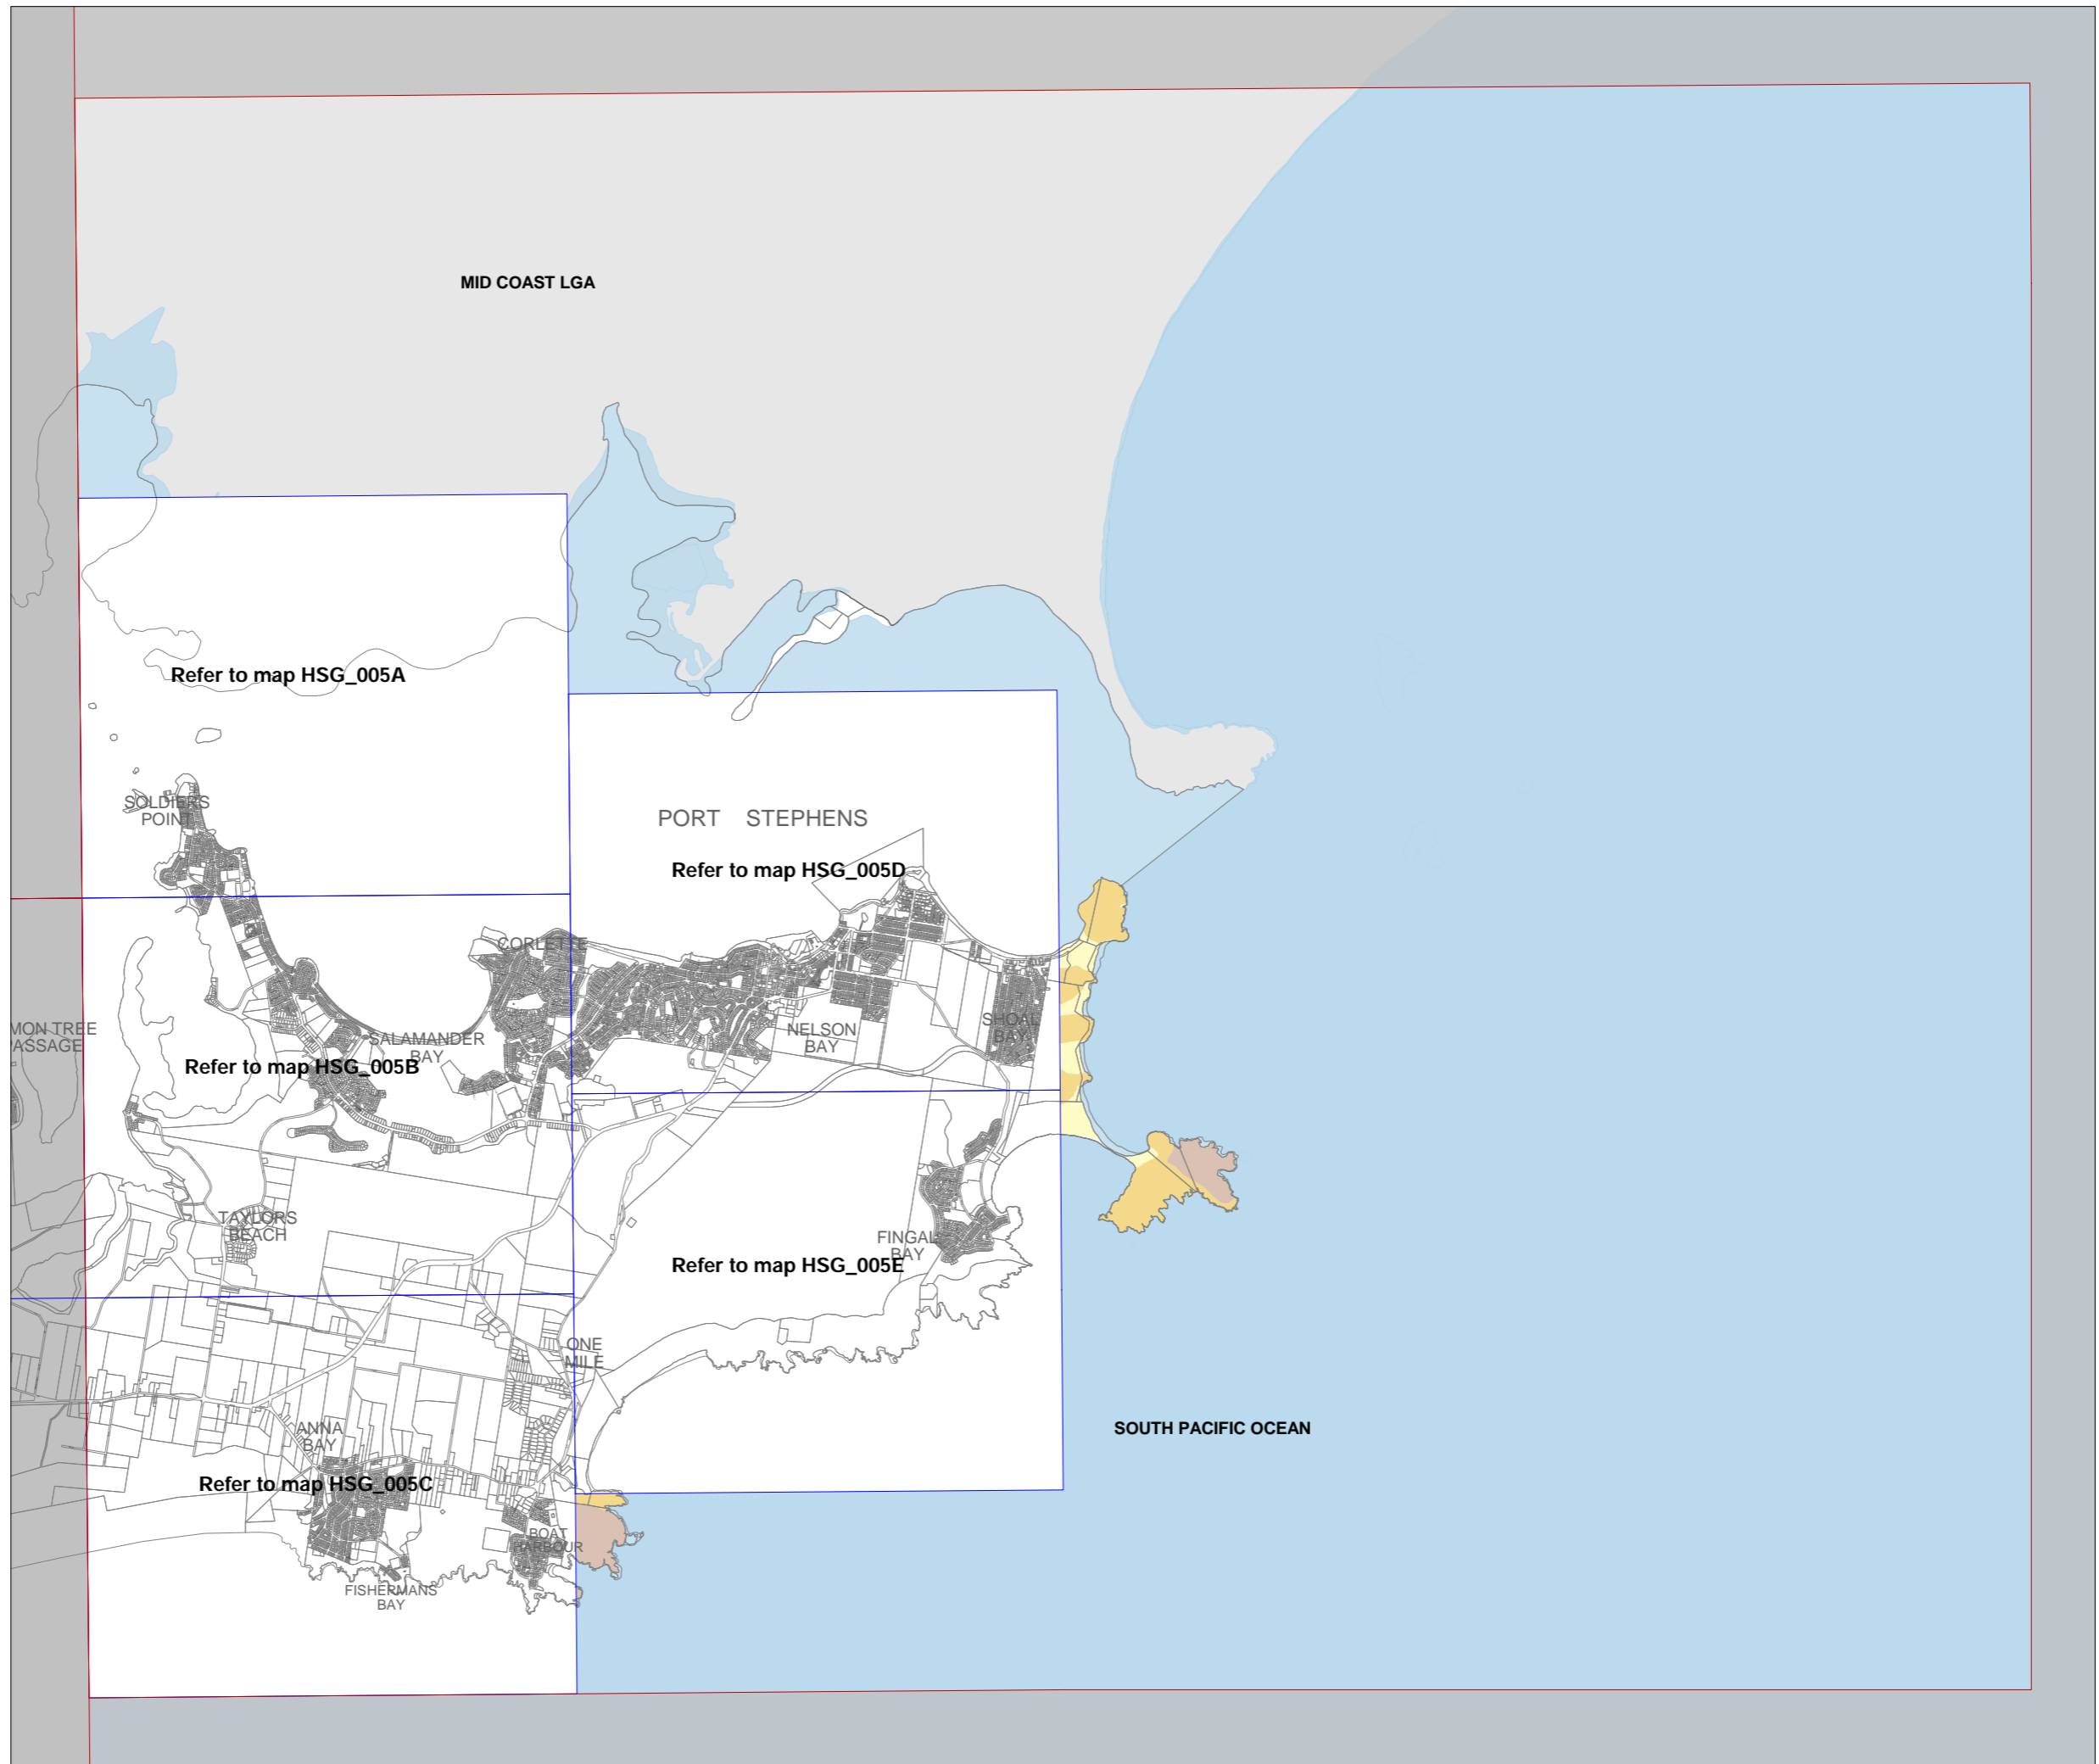 MID COAST LGA
Refer to map HSG_005A
SOLDIERS
POINT
PORT STEPHENS
Refer to map HSG_005D
CORLETTE
MON TREE
PASSAGE
SALAMANDER
BAY
NELSON
BAY
SHOAL
BAY
Refer to map HSG_005B
TAYLORS
BEACH
FINGAL
BAY
Refer to map HSG_005E
ONE
MILE
ANNA
BAY
SOUTH PACIFIC OCEAN
Refer to map HSG_005C
BOAT
HARBOUR
FISHERMANS
BAY